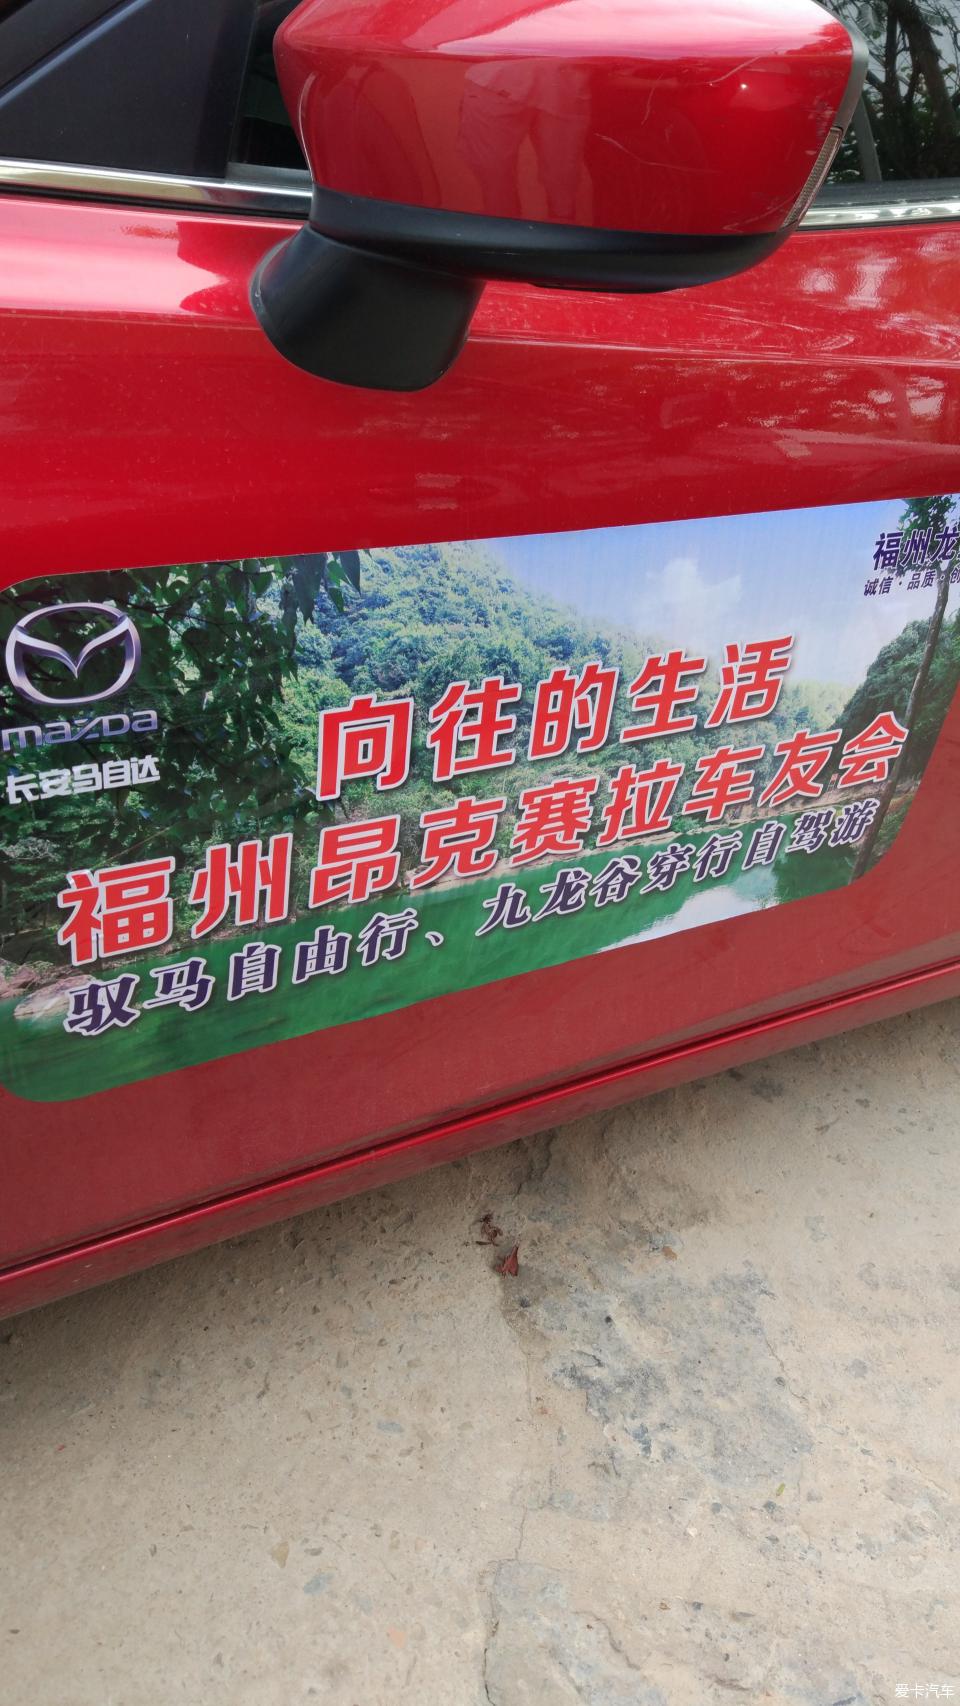 福州龙
诚信·品质·创
mazda
长安马自达
向往的生活
福州昂克赛拉车友会
驭马自由行、九龙谷穿行自驾游
爱卡汽车